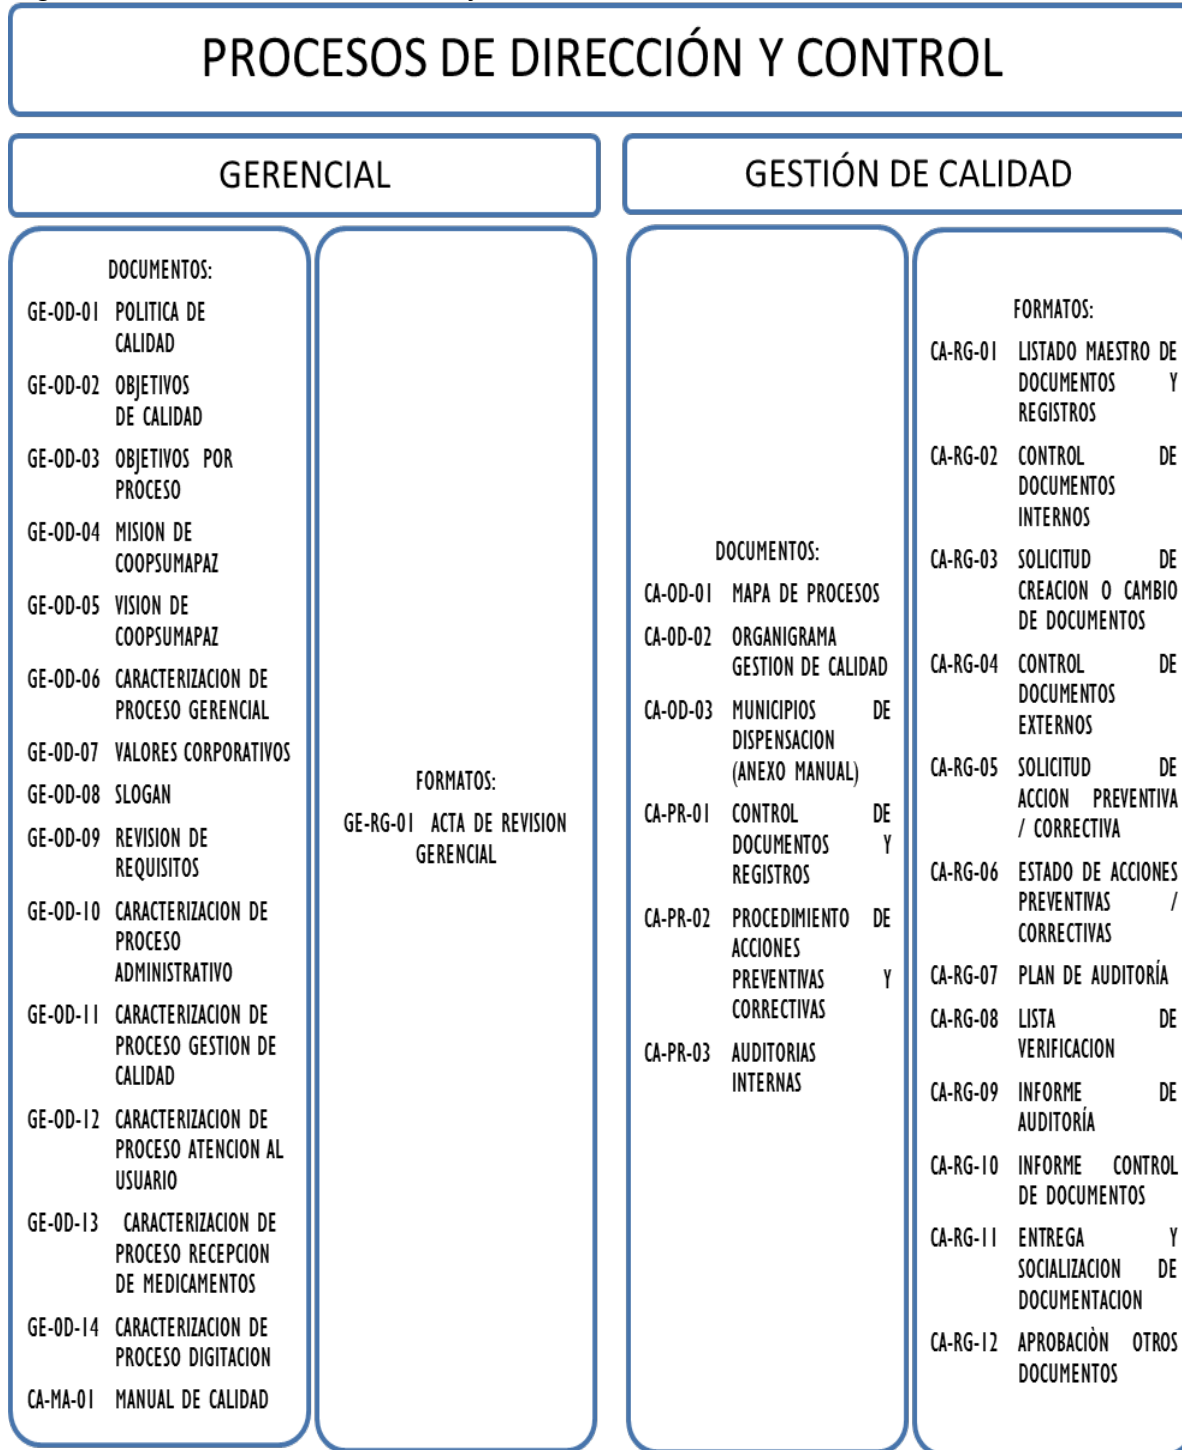 PROCESOS DE DIRECCIÓN Y CONTROL
GERENCIAL
DOCUMENTOS:
GE-OD-01 POLITICA DE
CALIDAD
GE-OD-02 OBJETIVOS
DE CALIDAD
GE-OD-03 OBJETIVOS POR
PROCESO
GE-OD-04 MISION DE
COOPSUMAPAZ
GE-OD-05 VISION DE
COOPSUMAPAZ
GE-OD-06 CARACTERIZACION DE
PROCESO GERENCIAL
GE-OD-07 VALORES CORPORATIVOS
GE-OD-08 SLOGAN
GE-OD-09 REVISION DE
REQUISITOS
GE-OD-10 CARACTERIZACION DE
PROCESO
ADMINISTRATIVO
GE-OD-11 CARACTERIZACION DE
PROCESO GESTION DE
CALIDAD
GE-OD-12 CARACTERIZACION DE
PROCESO ATENCION AL
USUARIO
GE-OD-13 CARACTERIZACION DE
PROCESO RECEPCION
DE MEDICAMENTOS
GE-OD-14 CARACTERIZACION DE
PROCESO DIGITACION
CA-MA-01 MANUAL DE CALIDAD
FORMATOS:
GE-RG-01 ACTA DE REVISION
GERENCIAL
GESTIÓN DE CALIDAD
DOCUMENTOS:
CA-OD-01 MAPA DE PROCESOS
CA-OD-02 ORGANIGRAMA
GESTION DE CALIDAD
CA-OD-03 MUNICIPIOS DE
DISPENSACION
(ANEXO MANUAL)
CA-PR-01 CONTROL DE
DOCUMENTOS Y
REGISTROS
CA-PR-02 PROCEDIMIENTO DE
ACCIONES
PREVENTIVAS Y
CORRECTIVAS
CA-PR-03 AUDITORIAS
INTERNAS
FORMATOS:
CA-RG-01 LISTADO MAESTRO DE
DOCUMENTOS Y
REGISTROS
CA-RG-02 CONTROL DE
DOCUMENTOS
INTERNOS
CA-RG-03 SOLICITUD DE
CREACION O CAMBIO
DE DOCUMENTOS
CA-RG-04 CONTROL DE
DOCUMENTOS
EXTERNOS
CA-RG-05 SOLICITUD DE
ACCION PREVENTIVA
/ CORRECTIVA
CA-RG-06 ESTADO DE ACCIONES
PREVENTIVAS /
CORRECTIVAS
CA-RG-07 PLAN DE AUDITORÍA
CA-RG-08 LISTA DE
VERIFICACION
CA-RG-09 INFORME DE
AUDITORÍA
CA-RG-10 INFORME CONTROL
DE DOCUMENTOS
CA-RG-11 ENTREGA Y
SOCIALIZACION DE
DOCUMENTACION
CA-RG-12 APROBACIÒN OTROS
DOCUMENTOS